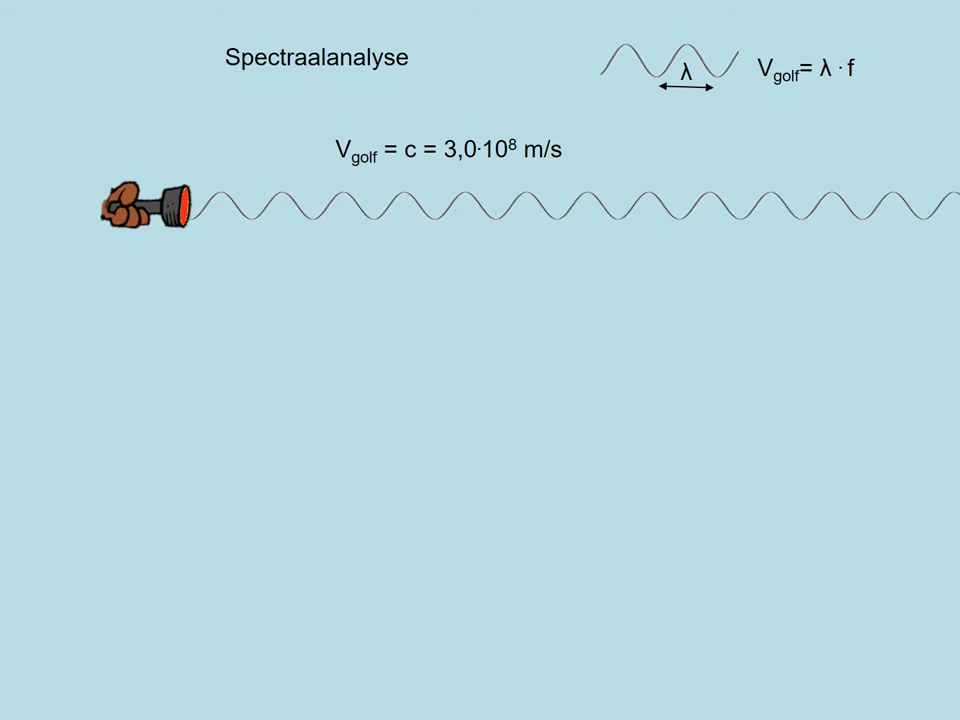 Spectraalanalyse
λ
Vgolf= λ · f
Vgolf = c = 3,0·10⁸ m/s